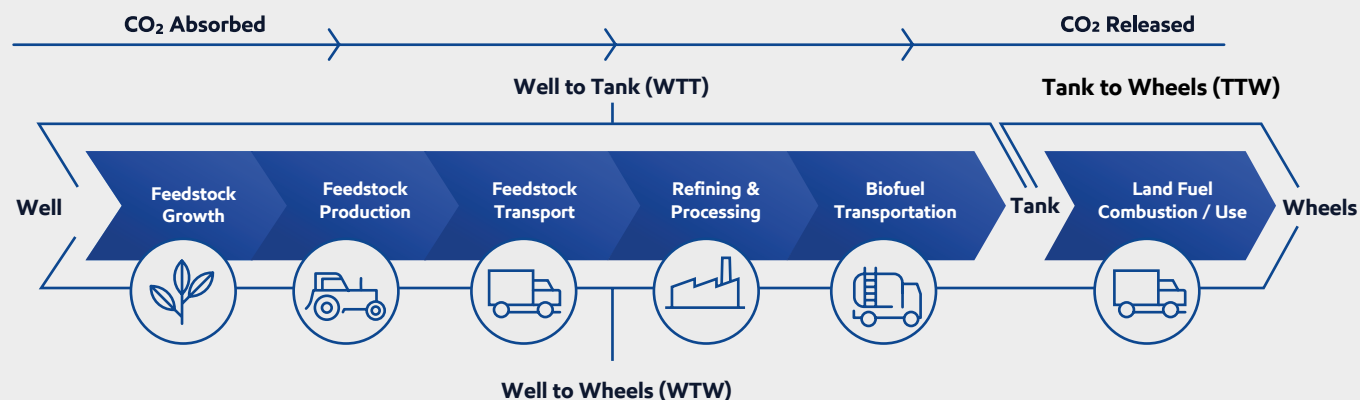 CO₂ Absorbed
CO₂ Released
Well to Tank (WTT)
Tank to Wheels (TTW)
Well
Feedstock
Growth
Feedstock
Production
Feedstock
Transport
Refining &
Processing
Biofuel
Transportation
Tank
Land Fuel
Combustion / Use
Wheels
Well to Wheels (WTW)